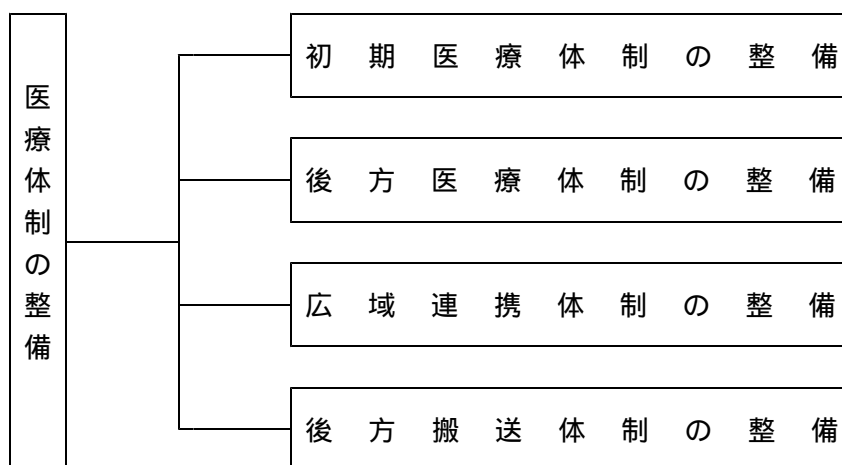 医療体制の整備
初期医療体制の整備
後方医療体制の整備
広域連携体制の整備
後方搬送体制の整備